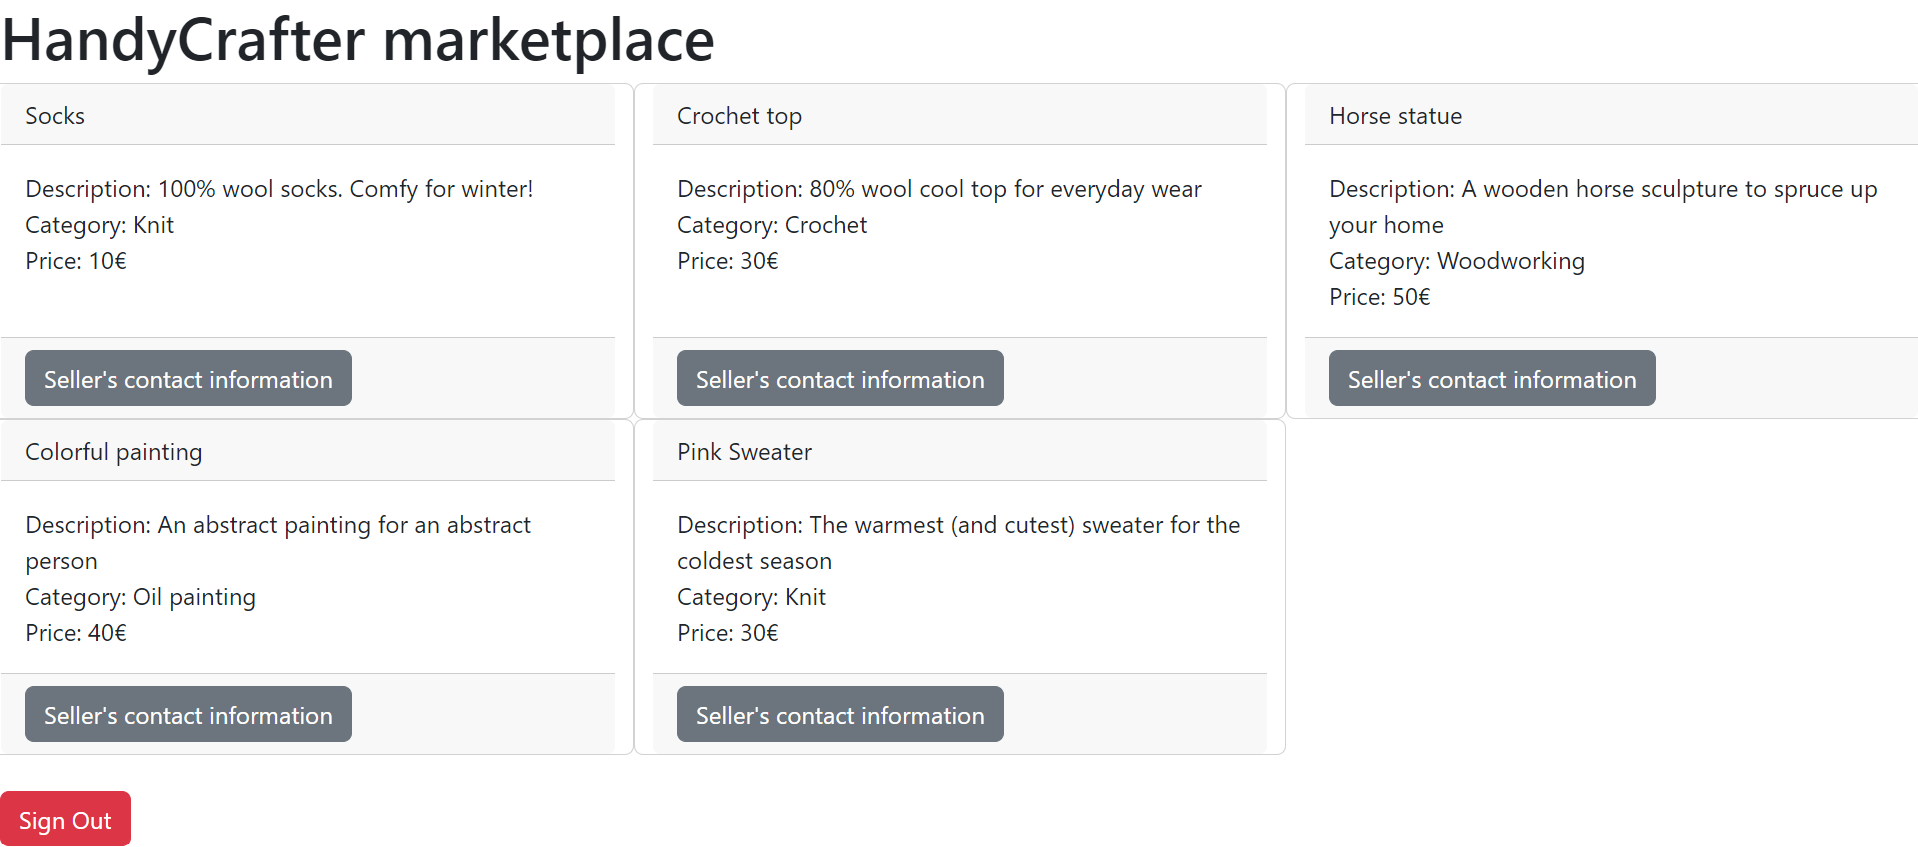 HandyCrafter marketplace
Socks
Description: 100% wool socks. Comfy for winter!
Category: Knit
Price: 10€
Seller's contact information
Crochet top
Description: 80% wool cool top for everyday wear
Category: Crochet
Price: 30€
Seller's contact information
Horse statue
Description: A wooden horse sculpture to spruce up
your home
Category: Woodworking
Price: 50€
Seller's contact information
Colorful painting
Description: An abstract painting for an abstract
person
Category: Oil painting
Price: 40€
Seller's contact information
Pink Sweater
Description: The warmest (and cutest) sweater for the
coldest season
Category: Knit
Price: 30€
Seller's contact information
Sign Out